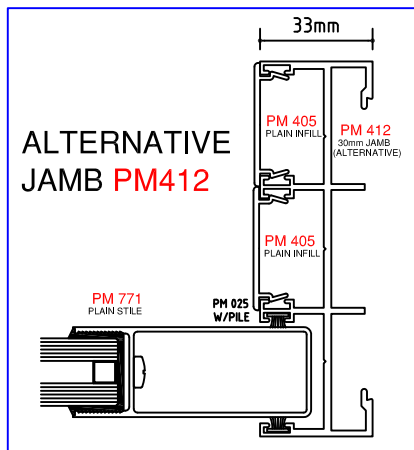 33mm
ALTERNATIVE
JAMB PM412
PM 405
PLAIN INFILL
PM 412
30mm JAMB
(ALTERNATIVE)
PM 405
PLAIN INFILL
PM 771
PLAIN STILE
PM 025
W/PILE